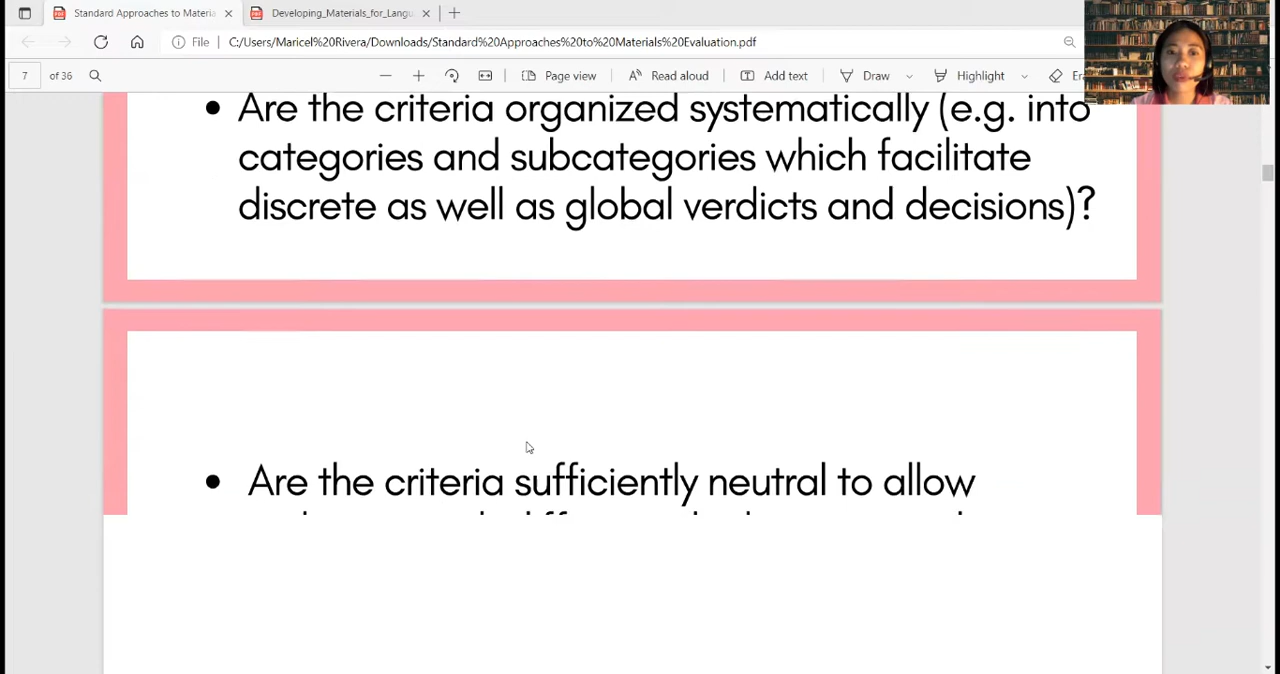 Standard Approaches to Materia
Developing_Materials_for_Langu
File
C:/Users/Maricel%20Rivera/Downloads/Standard%20Approaches%20to%20Materials%20Evaluation.pdf
7 of 36
Page view
Read aloud
Add text
Draw
Highlight
• Are the criteria organized systematically (e.g. into
categories and subcategories which facilitate
discrete as well as global verdicts and decisions)?
• Are the criteria sufficiently neutral to allow